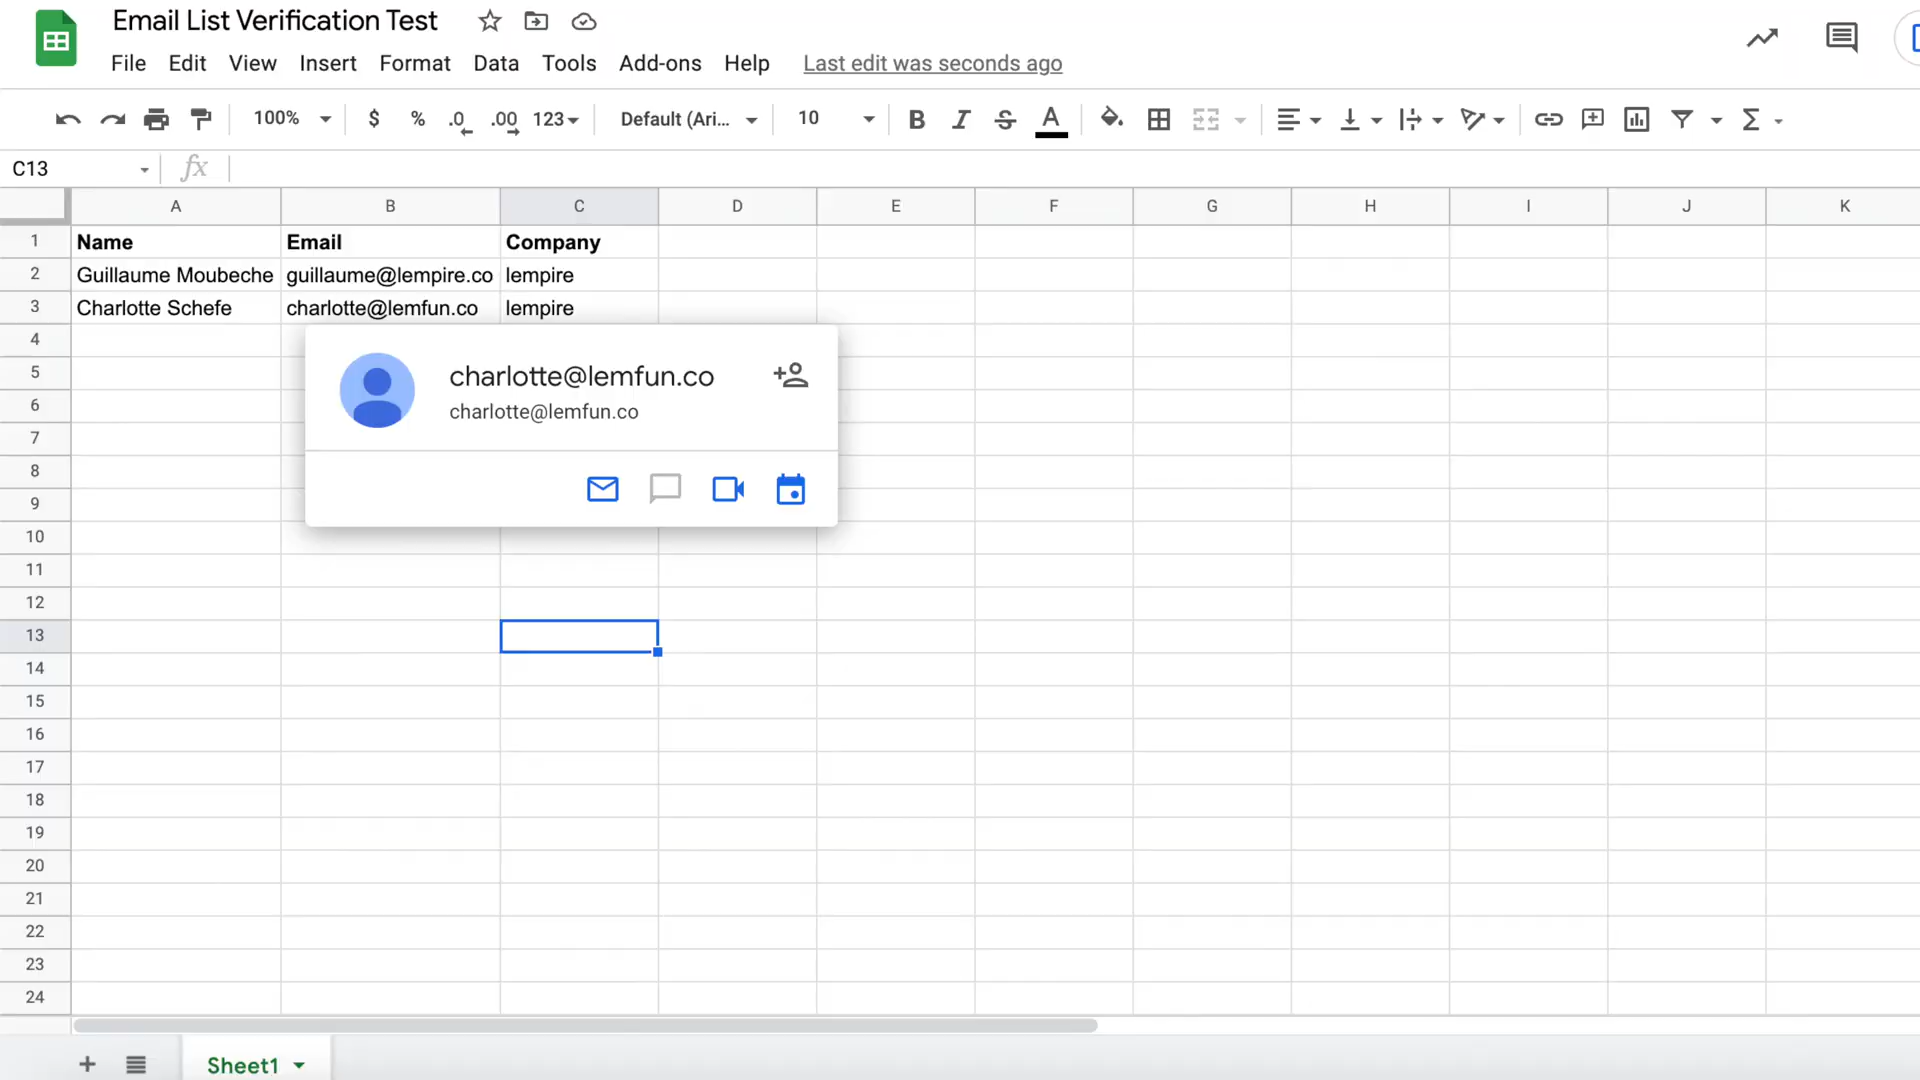 Email List Verification Test
File Edit View Insert Format Data Tools Add-ons Help Last edit was seconds ago
100% $ % .0 .00 123 Default (Ari... 10 B I S A Σ
C13 fx
A B C D E F G H I J K
1 Name Email Company
2 Guillaume Moubeche guillaume@lempire.co lempire
3 Charlotte Schefe charlotte@lemfun.co lempire
4
charlotte@lemfun.co
5
charlotte@lemfun.co
6
7
8
9
10
11
12
13
14
15
16
17
18
19
20
21
22
23
24
+ Sheet1